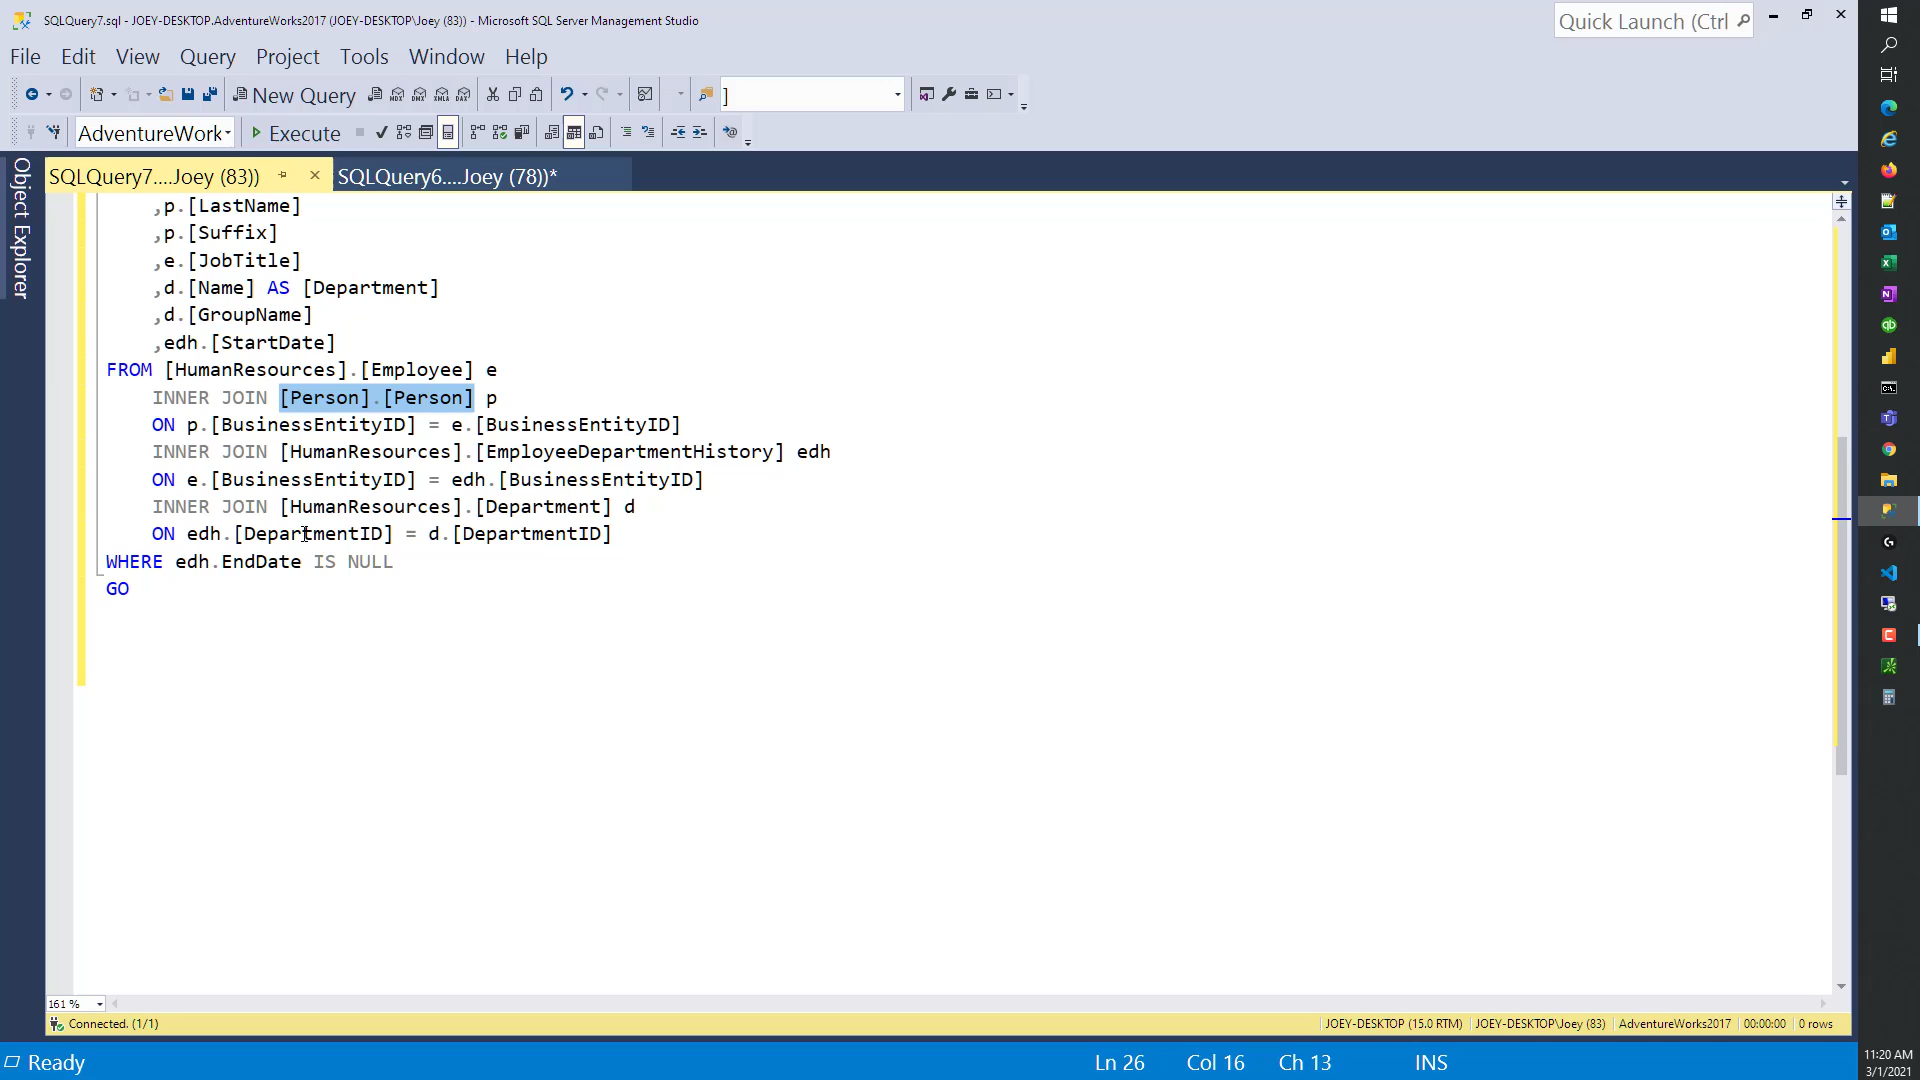 SQLQuery7.sql - JOEY-DESKTOP.AdventureWorks2017 (JOEY-DESKTOP\Joey (83)) - Microsoft SQL Server Management Studio
Quick Launch (Ctrl
File Edit View Query Project Tools Window Help
New Query ]
AdventureWork Execute
Object Explorer
SQLQuery7....Joey (83)) SQLQuery6....Joey (78))*
,p.[LastName]
,p.[Suffix]
,e.[JobTitle]
,d.[Name] AS [Department]
,d.[GroupName]
,edh.[StartDate]
FROM [HumanResources].[Employee] e
INNER JOIN [Person].[Person] p
ON p.[BusinessEntityID] = e.[BusinessEntityID]
INNER JOIN [HumanResources].[EmployeeDepartmentHistory] edh
ON e.[BusinessEntityID] = edh.[BusinessEntityID]
INNER JOIN [HumanResources].[Department] d
ON edh.[DepartmentID] = d.[DepartmentID]
WHERE edh.EndDate IS NULL
GO
161 %
Connected. (1/1) JOEY-DESKTOP (15.0 RTM) JOEY-DESKTOP\Joey (83) AdventureWorks2017 00:00:00 0 rows
Ready Ln 26 Col 16 Ch 13 INS
11:20 AM
3/1/2021